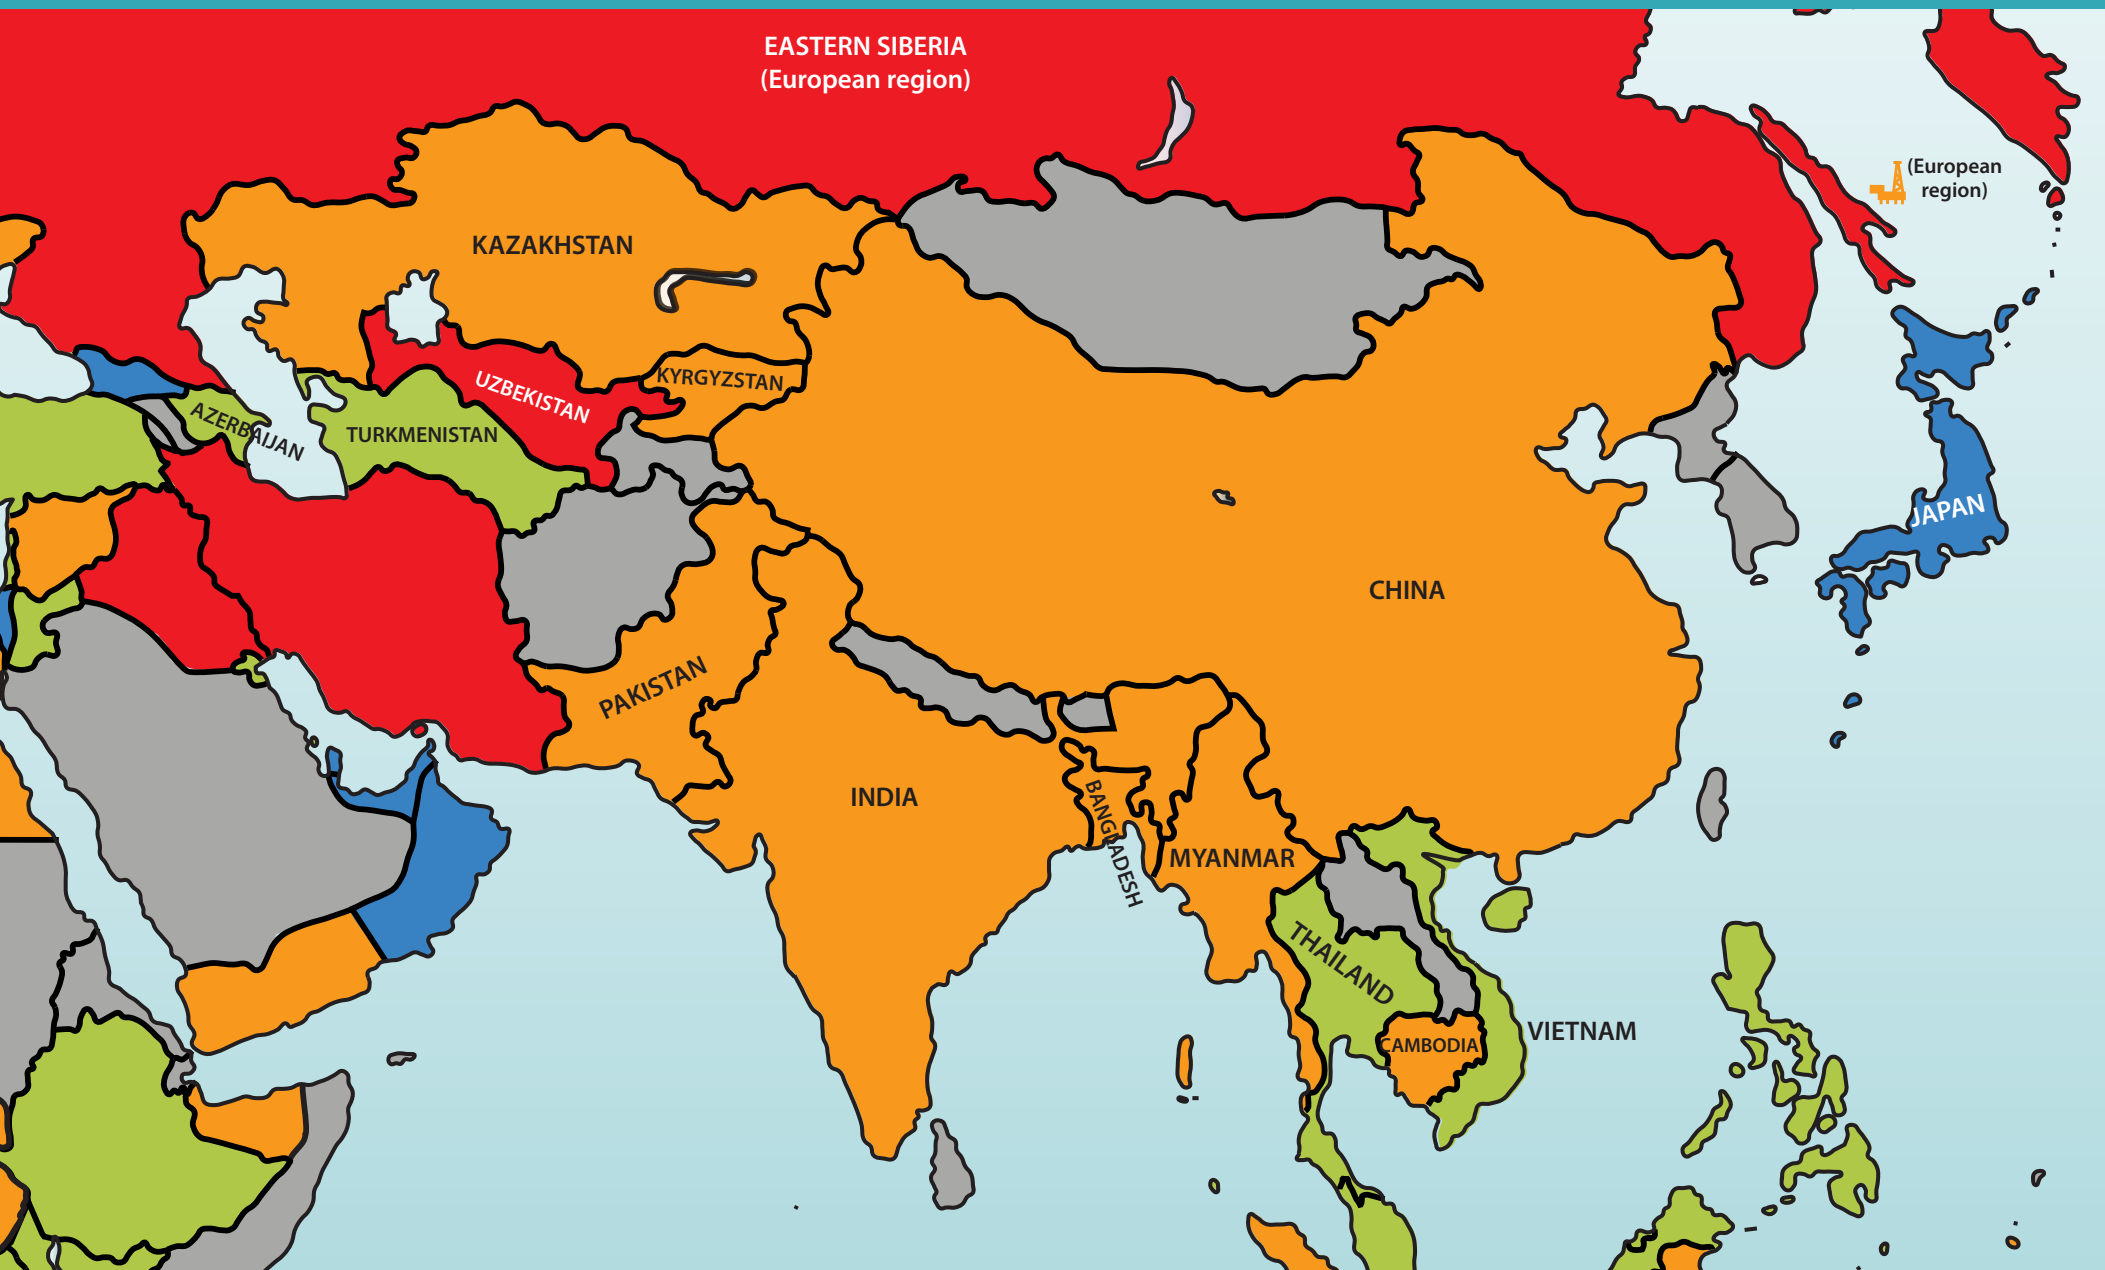 EASTERN SIBERIA
(European region)
(European
region)
KAZAKHSTAN
KYRGYZSTAN
UZBEKISTAN
AZERBAIJAN
TURKMENISTAN
JAPAN
CHINA
PAKISTAN
INDIA
BANGLADESH
MYANMAR
THAILAND
VIETNAM
CAMBODIA